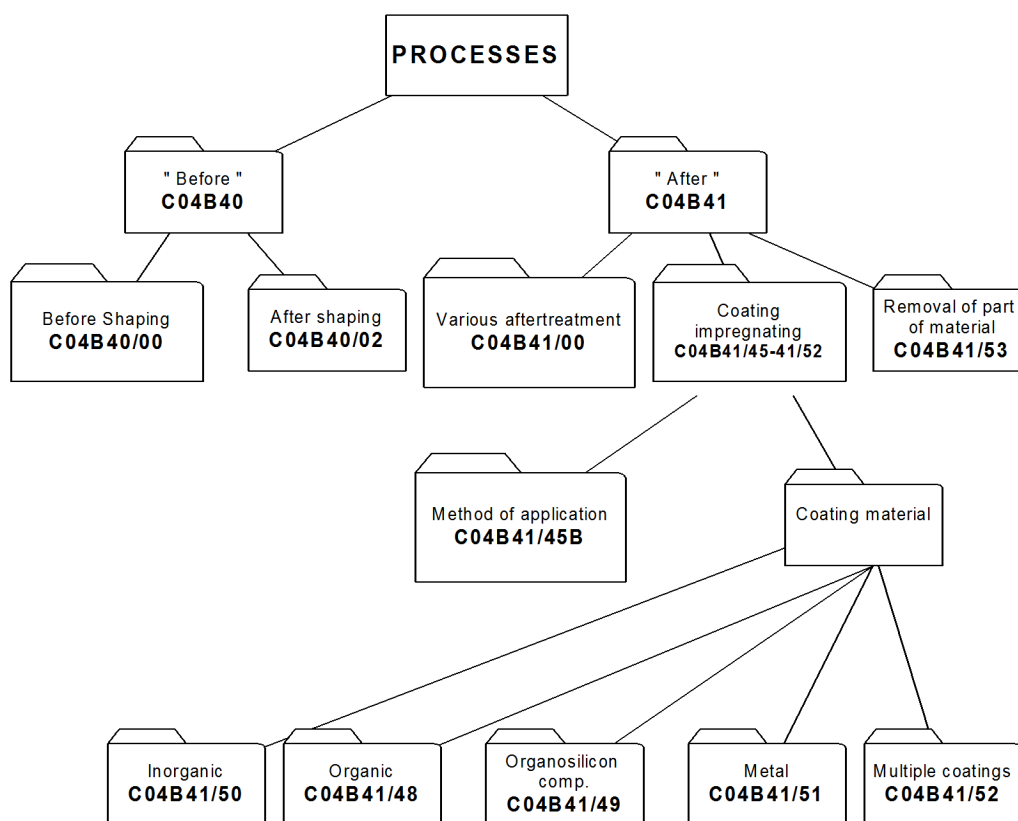 PROCESSES
" Before "
C04B40
" After "
C04B41
Before Shaping
C04B40/00
After shaping
C04B40/02
Various aftertreatment
C04B41/00
Coating
impregnating
C04B41/45-41/52
Removal of part
of material
C04B41/53
Method of application
C04B41/45B
Coating material
Inorganic
C04B41/50
Organic
C04B41/48
Organosilicon
comp.
C04B41/49
Metal
C04B41/51
Multiple coatings
C04B41/52